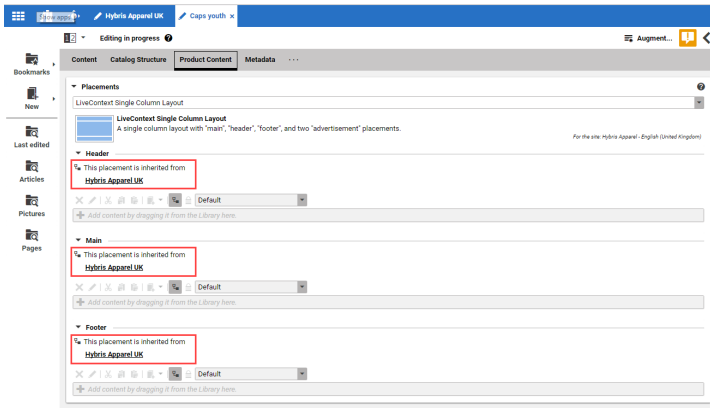 Show apps
Hybris Apparel UK
Caps youth
Editing in progress
Augment...
Bookmarks
New
Last edited
Articles
Pictures
Pages
Content
Catalog Structure
Product Content
Metadata
Placements
LiveContext Single Column Layout
LiveContext Single Column Layout
A single column layout with "main", "header", "footer", and two "advertisement" placements.
For the site: Hybris Apparel - English (United Kingdom)
Header
This placement is inherited from
Hybris Apparel UK
Default
Add content by dragging it from the Library here.
Main
This placement is inherited from
Hybris Apparel UK
Default
Add content by dragging it from the Library here.
Footer
This placement is inherited from
Hybris Apparel UK
Default
Add content by dragging it from the Library here.